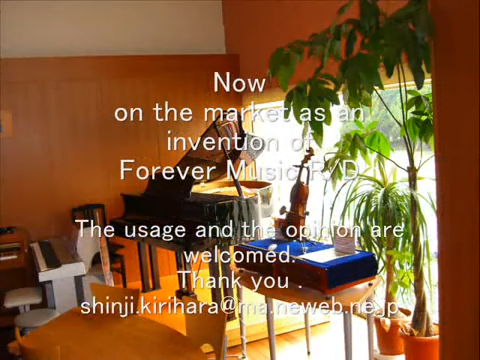 Now
on the market as an
invention of
Forever Music R/D
The usage and the opinion are
welcomed.
Thank you .
shinji.kirihara@ma.neweb.ne.jp